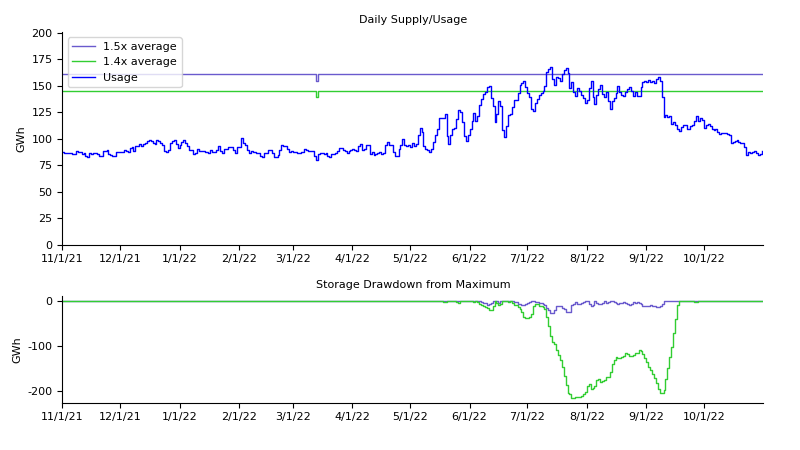 Daily Supply/Usage
200
175
150
125
100
75
50
25
0
GWh
1.5x average
1.4x average
Usage
11/1/21 12/1/21 1/1/22 2/1/22 3/1/22 4/1/22 5/1/22 6/1/22 7/1/22 8/1/22 9/1/22 10/1/22
Storage Drawdown from Maximum
0
-100
-200
GWh
11/1/21 12/1/21 1/1/22 2/1/22 3/1/22 4/1/22 5/1/22 6/1/22 7/1/22 8/1/22 9/1/22 10/1/22